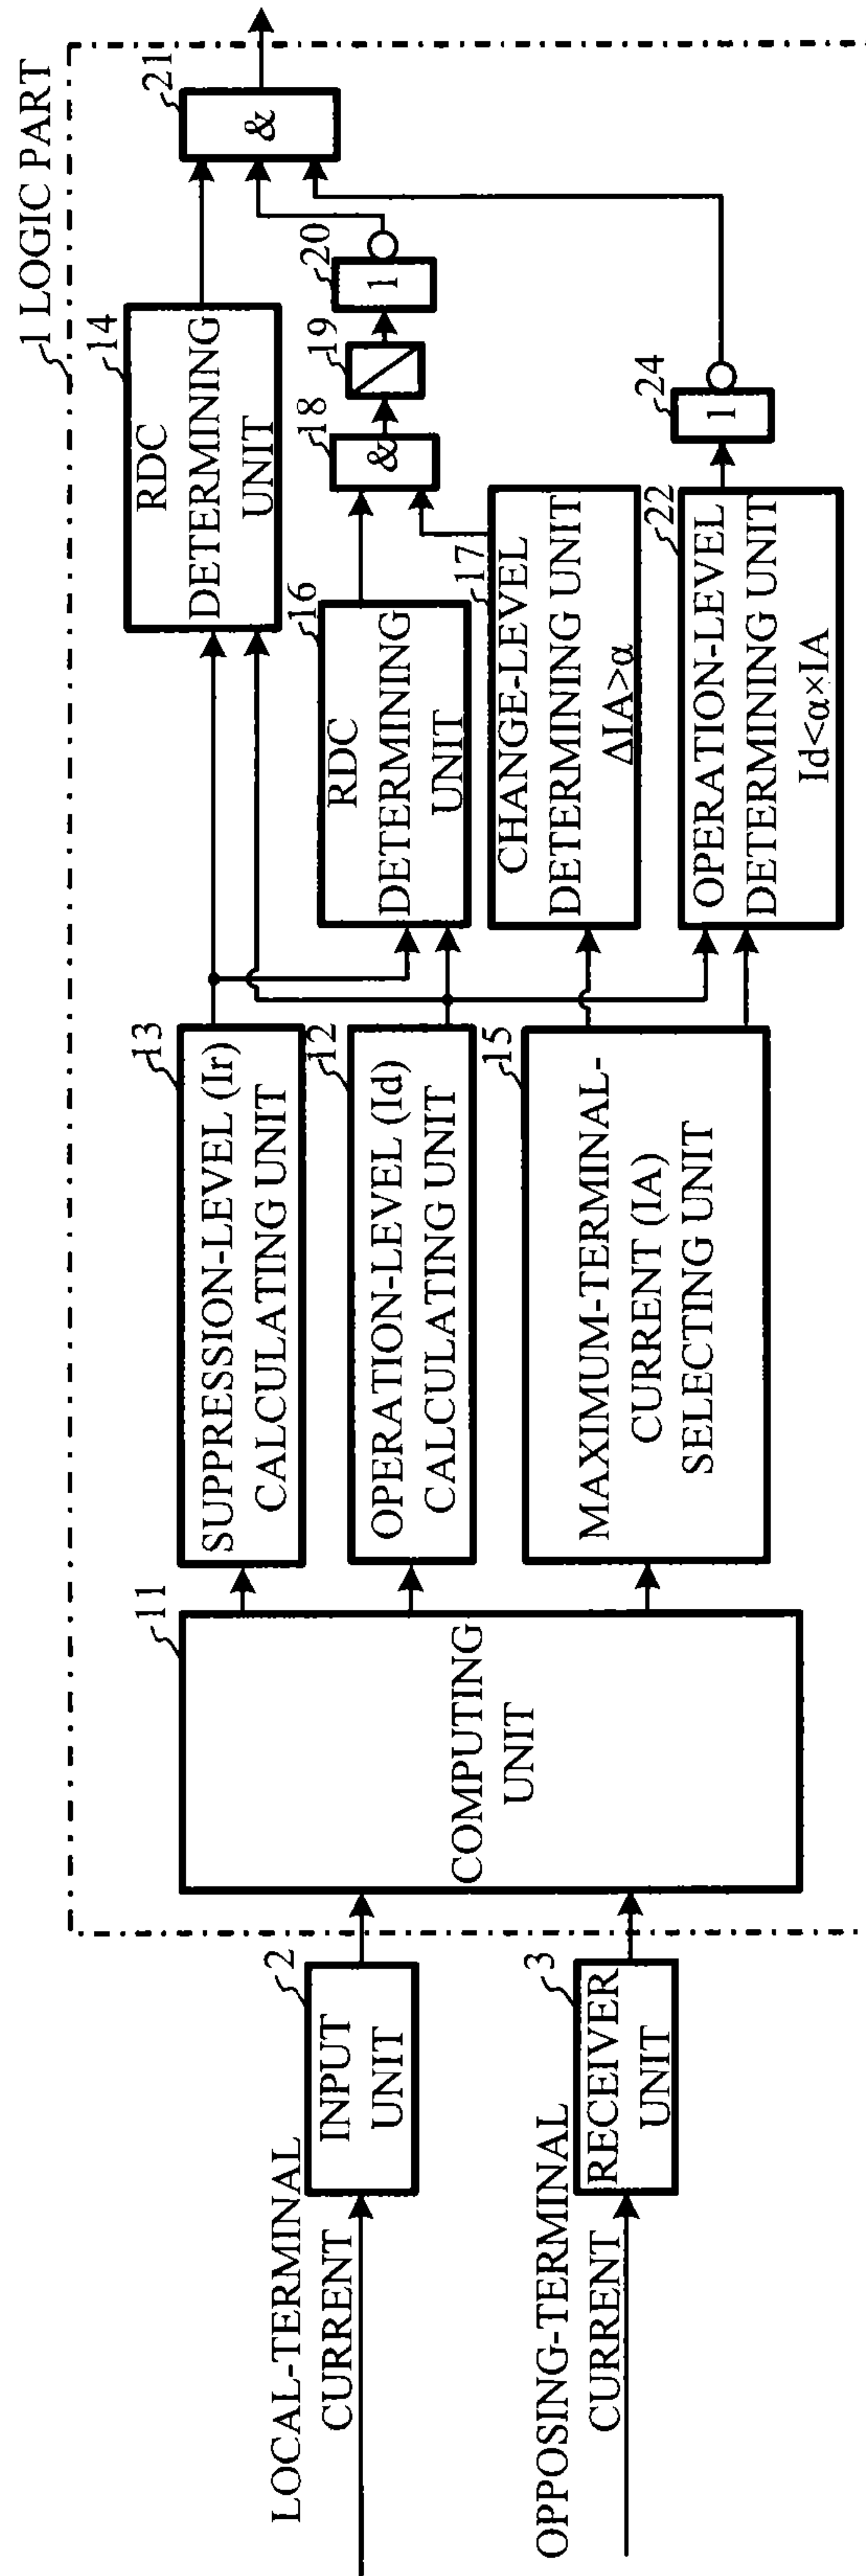 1 LOGIC PART
LOCAL-TERMINAL
CURRENT
2
INPUT
UNIT
OPPOSING-TERMINAL
CURRENT
3
RECEIVER
UNIT
11
COMPUTING
UNIT
13
SUPPRESSION-LEVEL (Ir)
CALCULATING UNIT
12
OPERATION-LEVEL (Id)
CALCULATING UNIT
15
MAXIMUM-TERMINAL-
CURRENT (IA)
SELECTING UNIT
14
RDC
DETERMINING
UNIT
16
RDC
DETERMINING
UNIT
17
CHANGE-LEVEL
DETERMINING UNIT
ΔIA>α
22
OPERATION-LEVEL
DETERMINING UNIT
Id<α×IA
18
&
19
20
1
24
1
21
&